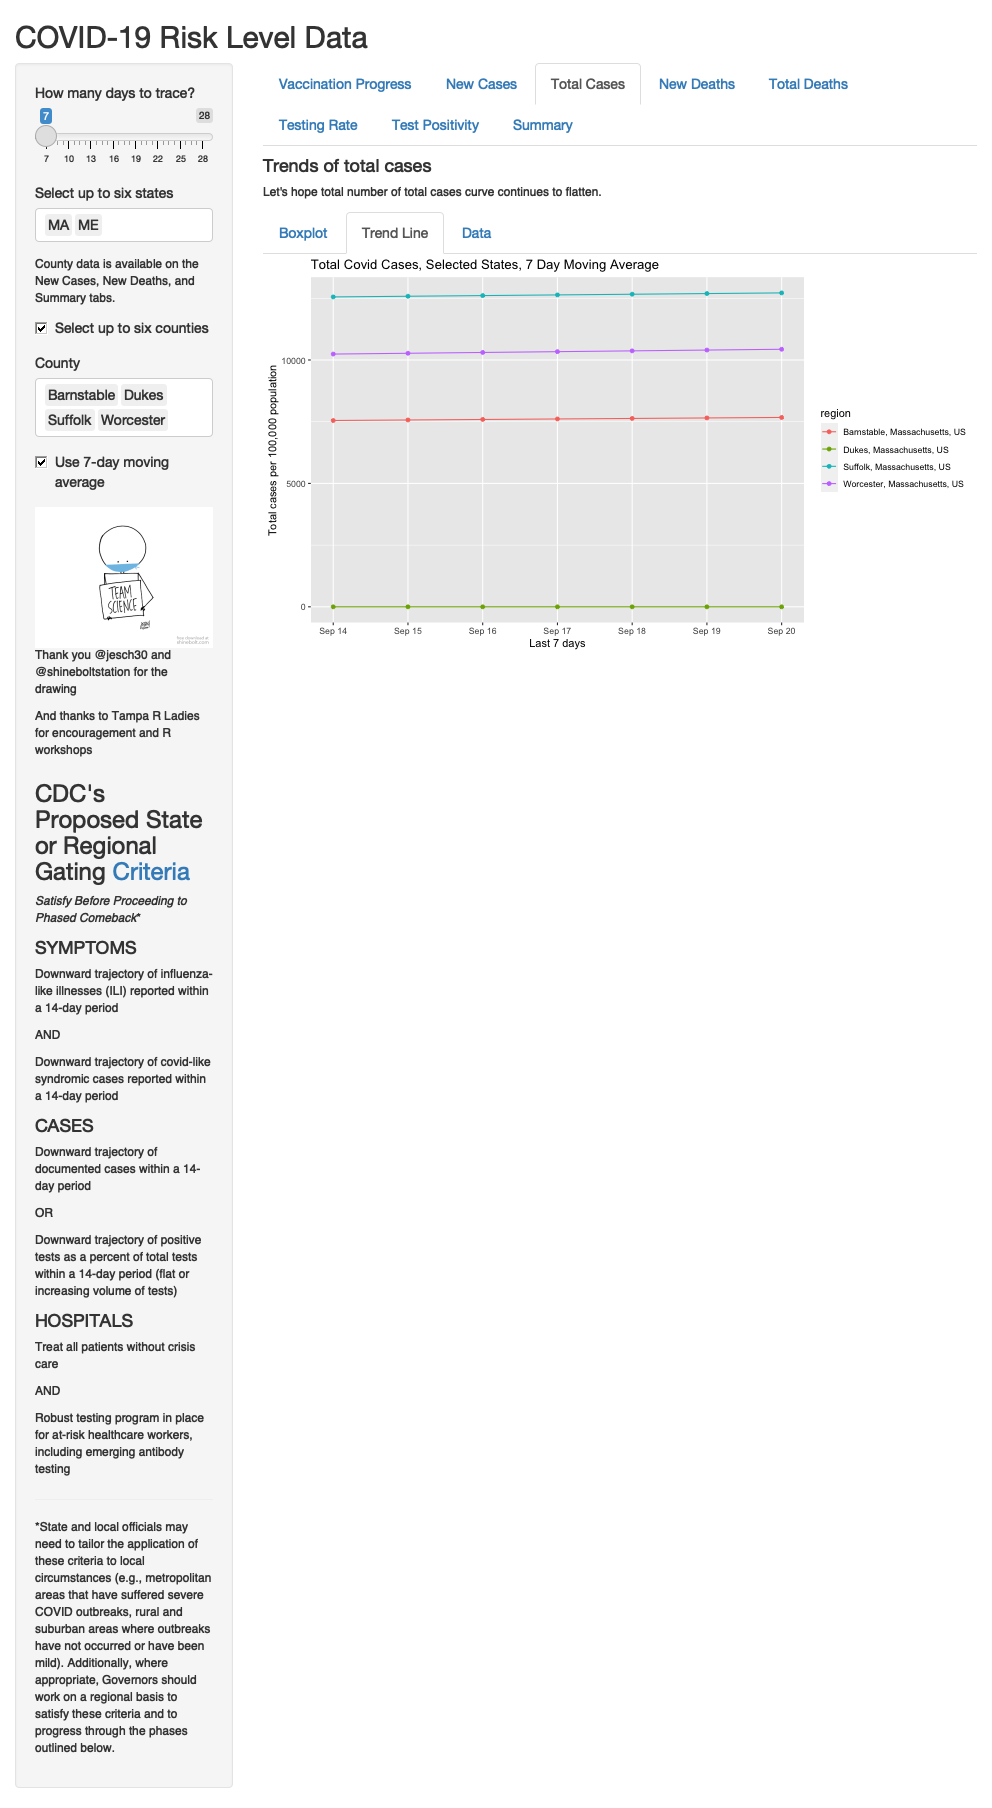 COVID-19 Risk Level Data
How many days to trace?
7
28
7 10 13 16 19 22 25 28
Select up to six states
MA ME
County data is available on the
New Cases, New Deaths, and
Summary tabs.
Select up to six counties
County
Barnstable Dukes
Suffolk Worcester
Use 7-day moving
average
TEAM
SCIENCE
free download at
shinebolt.com
Thank you @jesch30 and
@shineboltstation for the
drawing
And thanks to Tampa R Ladies
for encouragement and R
workshops
CDC's
Proposed State
or Regional
Gating Criteria
Satisfy Before Proceeding to
Phased Comeback*
SYMPTOMS
Downward trajectory of influenza-
like illnesses (ILI) reported within
a 14-day period
AND
Downward trajectory of covid-like
syndromic cases reported within
a 14-day period
CASES
Downward trajectory of
documented cases within a 14-
day period
OR
Downward trajectory of positive
tests as a percent of total tests
within a 14-day period (flat or
increasing volume of tests)
HOSPITALS
Treat all patients without crisis
care
AND
Robust testing program in place
for at-risk healthcare workers,
including emerging antibody
testing
*State and local officials may
need to tailor the application of
these criteria to local
circumstances (e.g., metropolitan
areas that have suffered severe
COVID outbreaks, rural and
suburban areas where outbreaks
have not occurred or have been
mild). Additionally, where
appropriate, Governors should
work on a regional basis to
satisfy these criteria and to
progress through the phases
outlined below.
Vaccination Progress New Cases Total Cases New Deaths Total Deaths
Testing Rate Test Positivity Summary
Trends of total cases
Let's hope total number of total cases curve continues to flatten.
Boxplot Trend Line Data
Total Covid Cases, Selected States, 7 Day Moving Average
Total cases per 100,000 population
10000
5000
0
Sep 14 Sep 15 Sep 16 Sep 17 Sep 18 Sep 19 Sep 20
Last 7 days
region
Barnstable, Massachusetts, US
Dukes, Massachusetts, US
Suffolk, Massachusetts, US
Worcester, Massachusetts, US